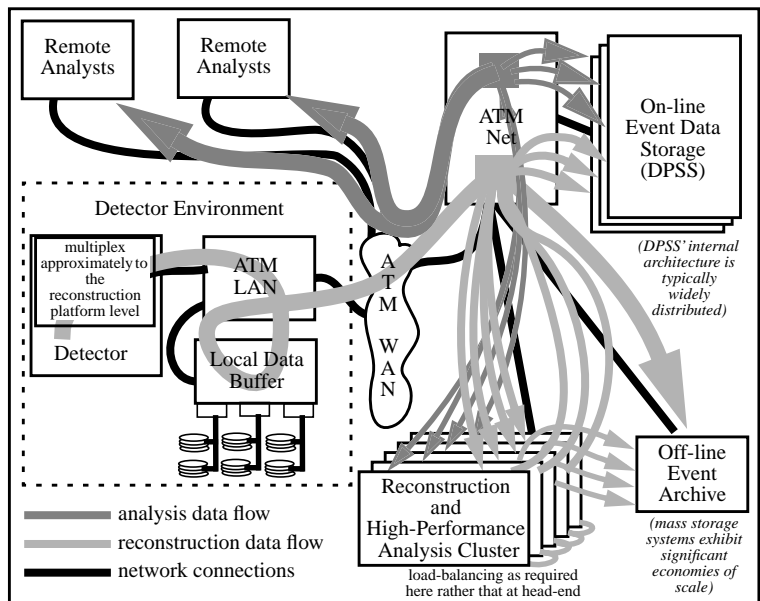 Remote
Analysts
Remote
Analysts
ATM
Net
On-line
Event Data
Storage
(DPSS)
(DPSS’ internal
architecture is
typically
widely
distributed)
Detector Environment
multiplex
approximately to
the
reconstruction
platform level
Detector
ATM
LAN
Local Data
Buffer
A
T
M
W
A
N
Reconstruction
and
High-Performance
Analysis Cluster
load-balancing as required
here rather that at head-end
Off-line
Event
Archive
(mass storage
systems exhibit
significant
economies of
scale)
analysis data flow
reconstruction data flow
network connections